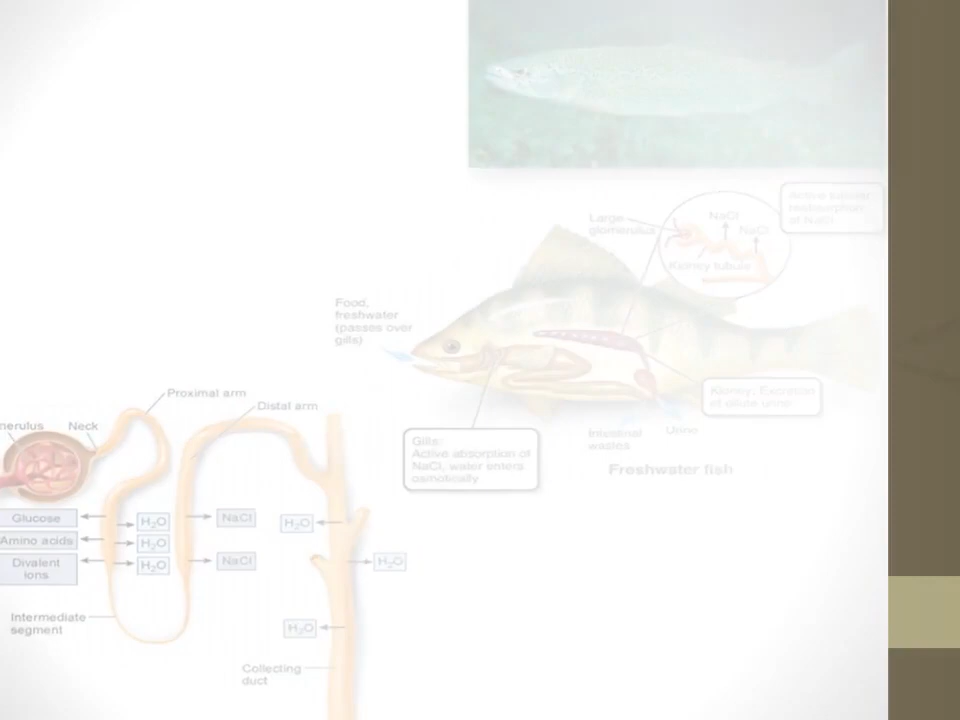 Active tubular
reabsorption
of NaCl
Large
glomerulus
NaCl
NaCl
Kidney tubule
Food,
freshwater
(passes over
gills)
Kidney: Excretion
of dilute urine
Gills:
Active absorption of
NaCl, water enters
osmotically
Intestinal
wastes
Urine
Freshwater fish
Proximal arm
Distal arm
merulus
Neck
Glucose
H₂O
NaCl
H₂O
Amino acids
H₂O
Divalent
ions
H₂O
NaCl
H₂O
Intermediate
segment
H₂O
Collecting
duct